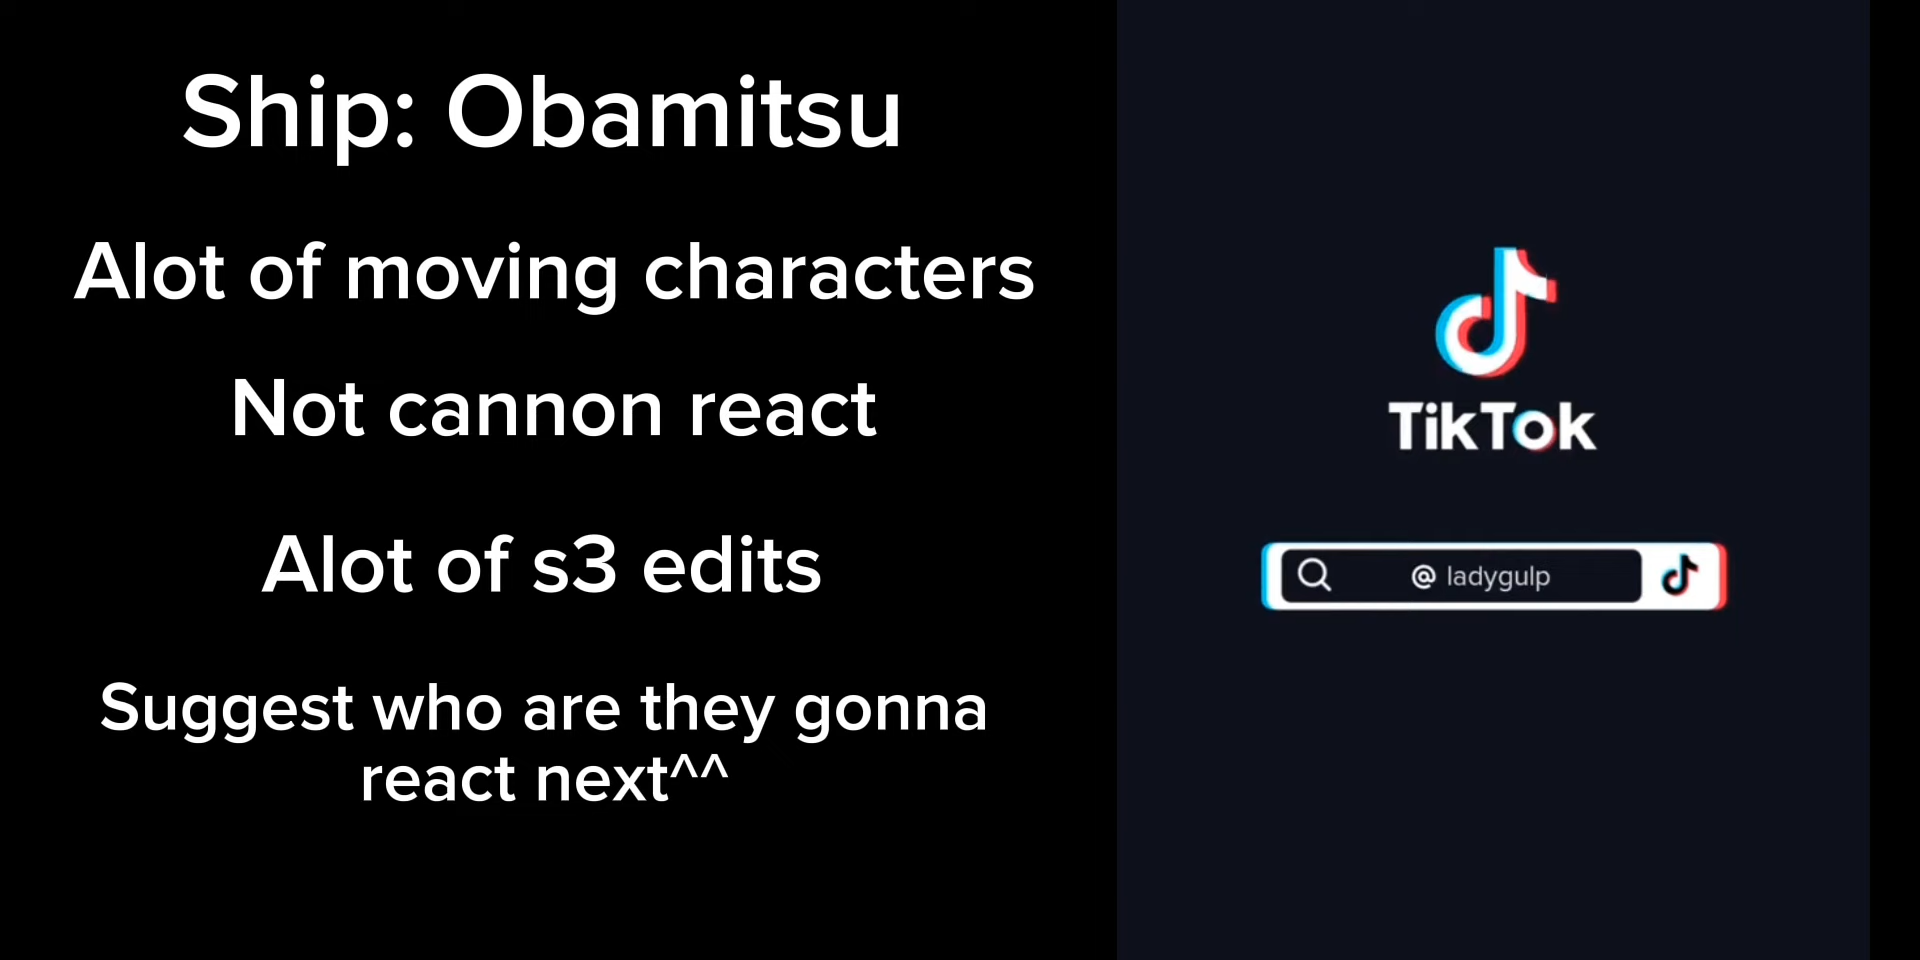 Ship: Obamitsu
Alot of moving characters
Not cannon react
Alot of s3 edits
Suggest who are they gonna
react next^^
TikTok
@ ladygulp